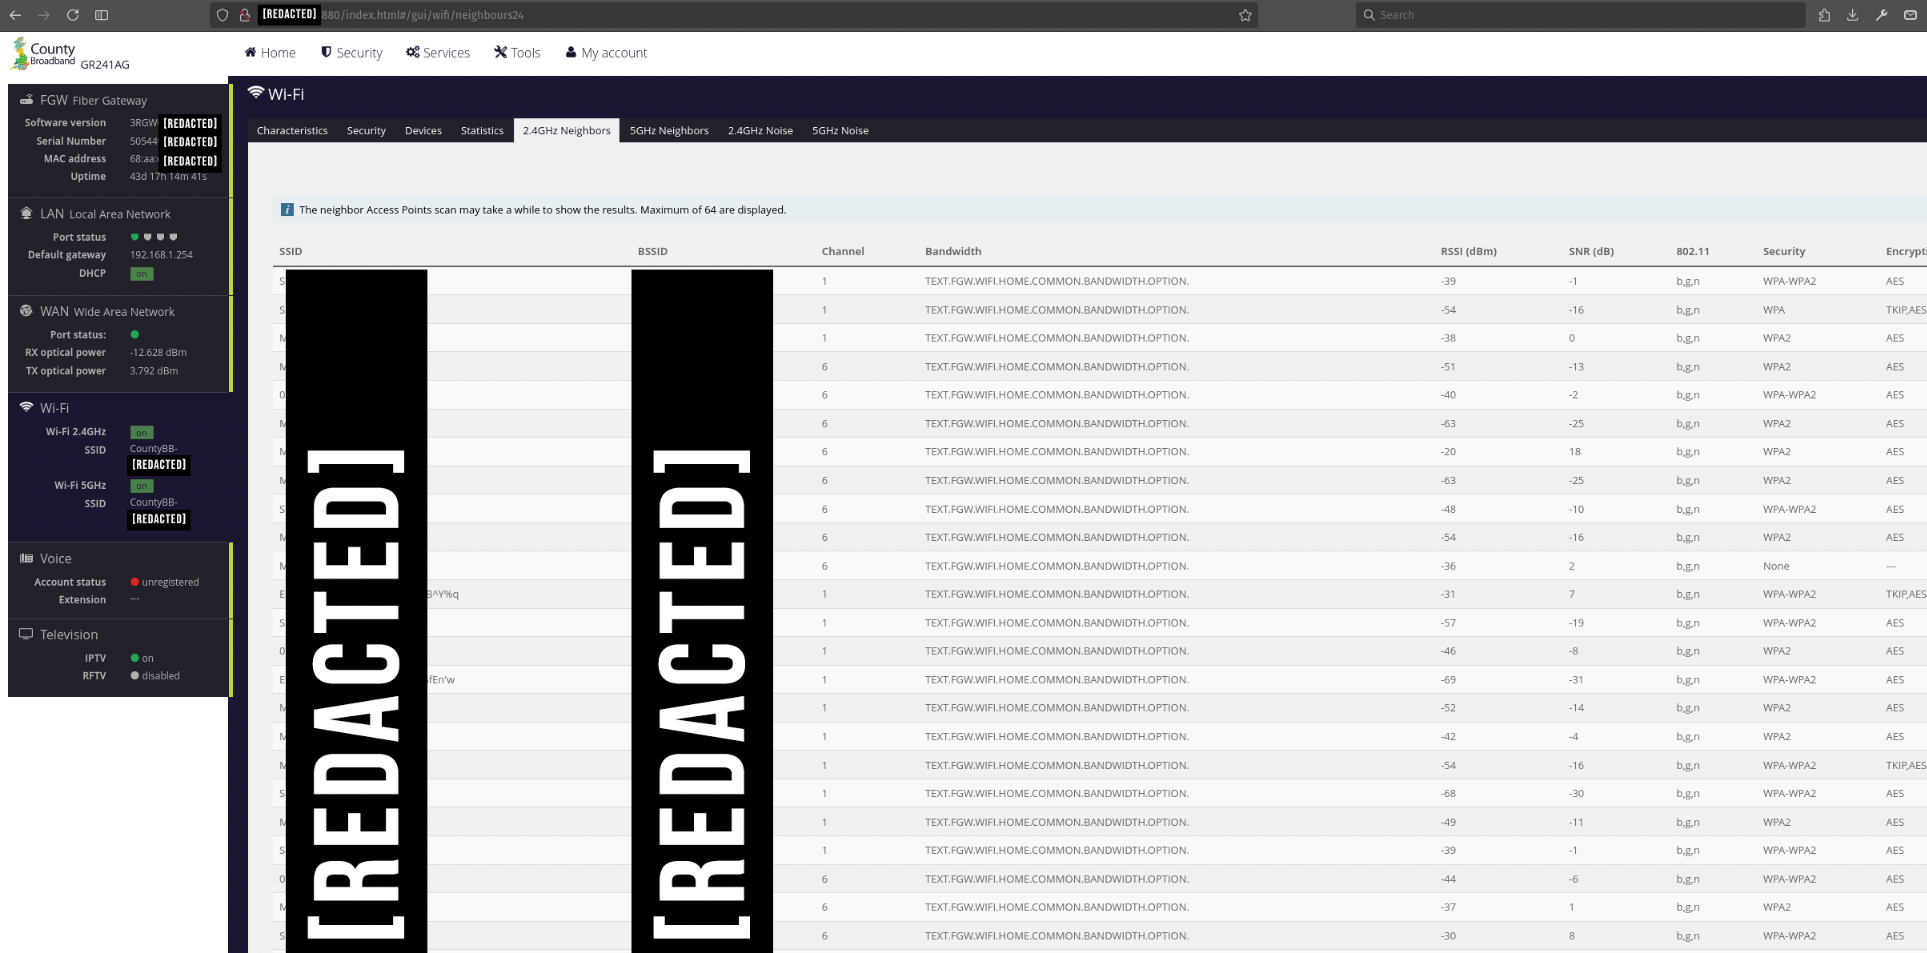 [REDACTED] 880/index.html#/gui/wifi/neighbours24
Search
County Broadband GR241AG
Home Security Services Tools My account
FGW Fiber Gateway
Software version 3RGW [REDACTED]
Serial Number 5054 [REDACTED]
MAC address 68:aa: [REDACTED]
Uptime 43d 17h 14m 41s
LAN Local Area Network
Port status
Default gateway 192.168.1.254
DHCP on
WAN Wide Area Network
Port status:
RX optical power -12.628 dBm
TX optical power 3.792 dBm
Wi-Fi
Wi-Fi 2.4GHz on
SSID CountyBB-
[REDACTED]
Wi-Fi 5GHz on
SSID CountyBB-
[REDACTED]
Voice
Account status unregistered
Extension ---
Television
IPTV on
RFTV disabled
Wi-Fi
Characteristics Security Devices Statistics 2.4GHz Neighbors 5GHz Neighbors 2.4GHz Noise 5GHz Noise
i The neighbor Access Points scan may take a while to show the results. Maximum of 64 are displayed.
SSID BSSID Channel Bandwidth RSSI (dBm) SNR (dB) 802.11 Security Encrypti
[REDACTED] [REDACTED]
S 1 TEXT.FGW.WIFI.HOME.COMMON.BANDWIDTH.OPTION. -39 -1 b,g,n WPA-WPA2 AES
S 1 TEXT.FGW.WIFI.HOME.COMMON.BANDWIDTH.OPTION. -54 -16 b,g,n WPA TKIP,AES
M 1 TEXT.FGW.WIFI.HOME.COMMON.BANDWIDTH.OPTION. -38 0 b,g,n WPA2 AES
M 6 TEXT.FGW.WIFI.HOME.COMMON.BANDWIDTH.OPTION. -51 -13 b,g,n WPA2 AES
0 6 TEXT.FGW.WIFI.HOME.COMMON.BANDWIDTH.OPTION. -40 -2 b,g,n WPA-WPA2 AES
M 6 TEXT.FGW.WIFI.HOME.COMMON.BANDWIDTH.OPTION. -63 -25 b,g,n WPA2 AES
M 6 TEXT.FGW.WIFI.HOME.COMMON.BANDWIDTH.OPTION. -20 18 b,g,n WPA2 AES
M 6 TEXT.FGW.WIFI.HOME.COMMON.BANDWIDTH.OPTION. -63 -25 b,g,n WPA2 AES
S 6 TEXT.FGW.WIFI.HOME.COMMON.BANDWIDTH.OPTION. -48 -10 b,g,n WPA-WPA2 AES
M 6 TEXT.FGW.WIFI.HOME.COMMON.BANDWIDTH.OPTION. -54 -16 b,g,n WPA2 AES
M 6 TEXT.FGW.WIFI.HOME.COMMON.BANDWIDTH.OPTION. -36 2 b,g,n None ---
E B^Y%q 1 TEXT.FGW.WIFI.HOME.COMMON.BANDWIDTH.OPTION. -31 7 b,g,n WPA-WPA2 TKIP,AES
S 1 TEXT.FGW.WIFI.HOME.COMMON.BANDWIDTH.OPTION. -57 -19 b,g,n WPA-WPA2 AES
0 1 TEXT.FGW.WIFI.HOME.COMMON.BANDWIDTH.OPTION. -46 -8 b,g,n WPA2 AES
E fEn'w 1 TEXT.FGW.WIFI.HOME.COMMON.BANDWIDTH.OPTION. -69 -31 b,g,n WPA-WPA2 AES
M 1 TEXT.FGW.WIFI.HOME.COMMON.BANDWIDTH.OPTION. -52 -14 b,g,n WPA2 AES
M 1 TEXT.FGW.WIFI.HOME.COMMON.BANDWIDTH.OPTION. -42 -4 b,g,n WPA2 AES
M 1 TEXT.FGW.WIFI.HOME.COMMON.BANDWIDTH.OPTION. -54 -16 b,g,n WPA-WPA2 TKIP,AES
S 1 TEXT.FGW.WIFI.HOME.COMMON.BANDWIDTH.OPTION. -68 -30 b,g,n WPA-WPA2 AES
M 1 TEXT.FGW.WIFI.HOME.COMMON.BANDWIDTH.OPTION. -49 -11 b,g,n WPA2 AES
S 1 TEXT.FGW.WIFI.HOME.COMMON.BANDWIDTH.OPTION. -39 -1 b,g,n WPA-WPA2 AES
0 6 TEXT.FGW.WIFI.HOME.COMMON.BANDWIDTH.OPTION. -44 -6 b,g,n WPA-WPA2 AES
M 6 TEXT.FGW.WIFI.HOME.COMMON.BANDWIDTH.OPTION. -37 1 b,g,n WPA2 AES
S 6 TEXT.FGW.WIFI.HOME.COMMON.BANDWIDTH.OPTION. -30 8 b,g,n WPA-WPA2 AES